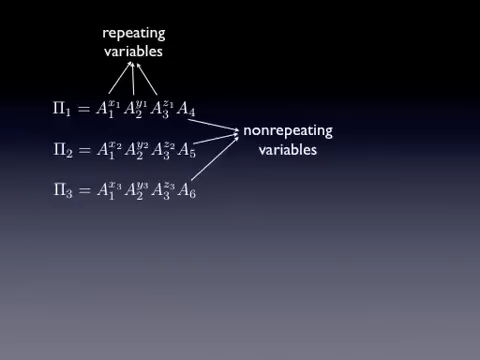 repeating
variables
Π₁ = A₁^{x₁} A₂^{y₁} A₃^{z₁} A₄
nonrepeating
variables
Π₂ = A₁^{x₂} A₂^{y₂} A₃^{z₂} A₅
Π₃ = A₁^{x₃} A₂^{y₃} A₃^{z₃} A₆